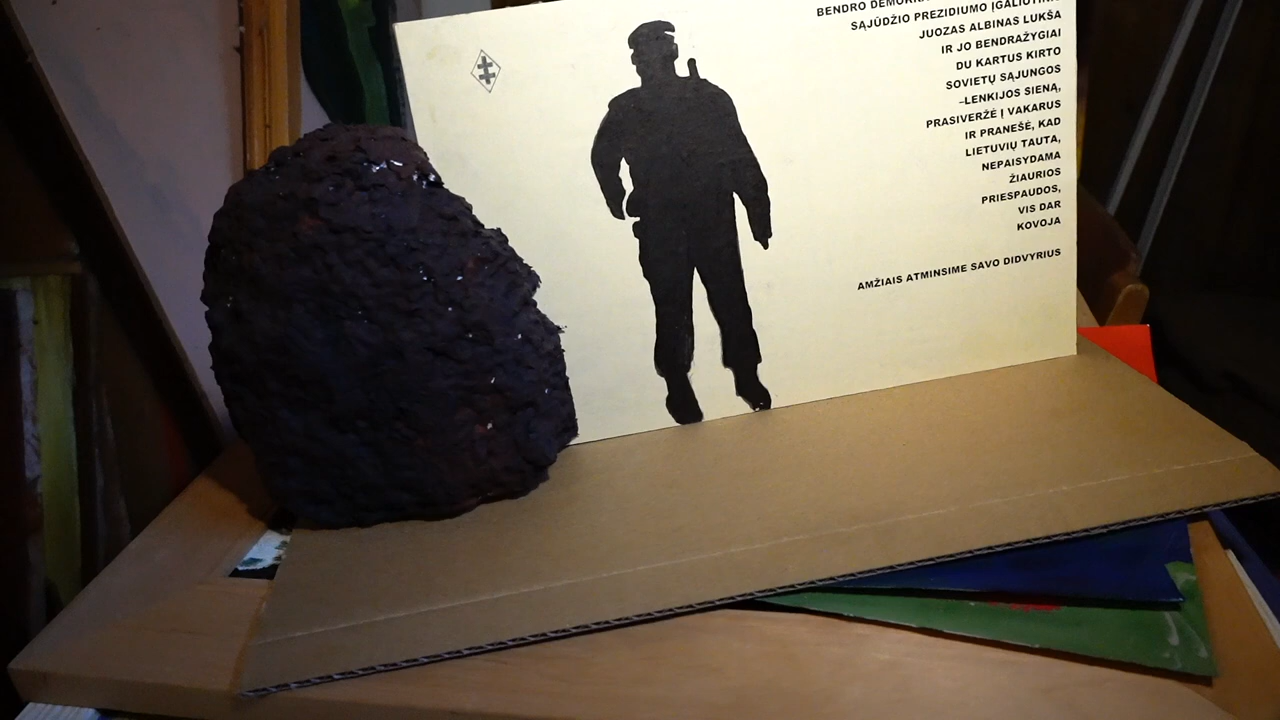 BENDRO
SĄJŪDŽIO PREZIDIUMO
JUOZAS ALBINAS LUKŠA
IR JO BENDRAŽYGIAI
DU KARTUS KIRTO
SOVIETŲ SĄJUNGOS
–LENKIJOS SIENĄ,
PRASIVERŽĖ Į VAKARUS
IR PRANEŠĖ, KAD
LIETUVIŲ TAUTA,
NEPAISYDAMA
ŽIAURIOS
PRIESPAUDOS,
VIS DAR
KOVOJA
AMŽIAIS ATMINSIME SAVO DIDVYRIUS